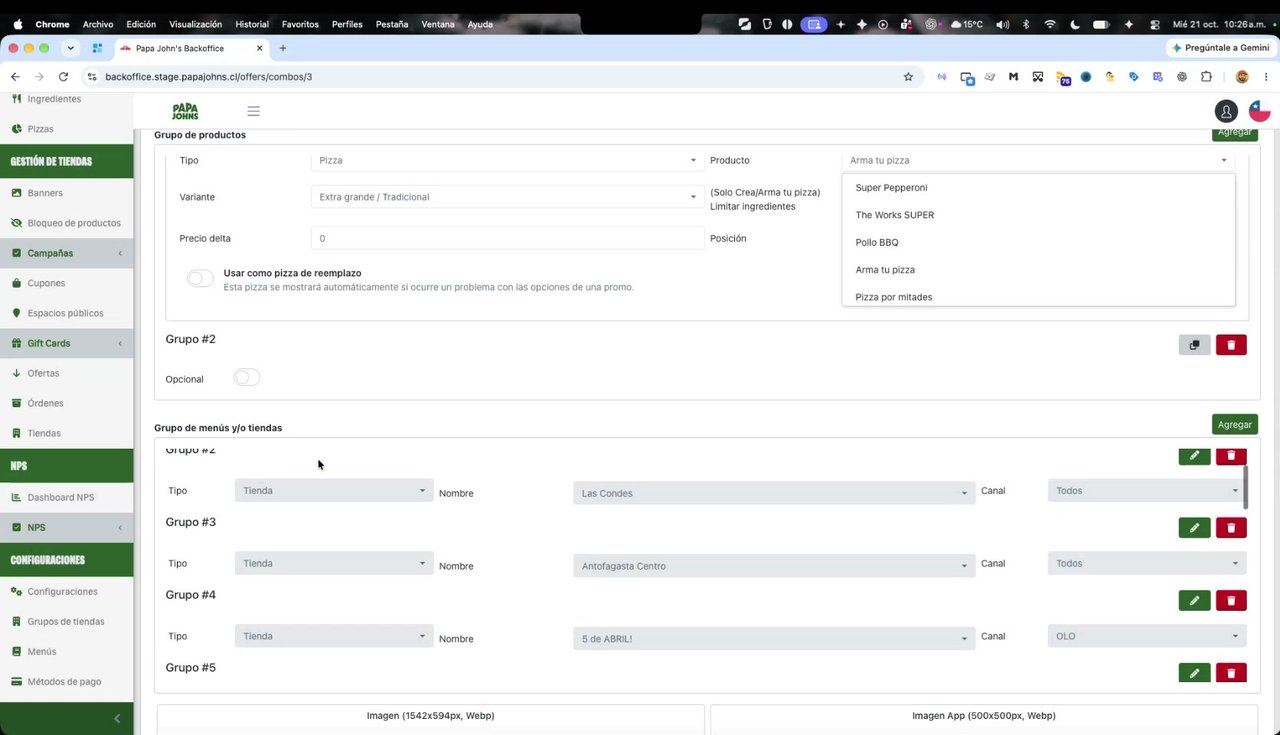 Chrome Archivo Edición Visualización Historial Favoritos Perfiles Pestaña Ventana Ayuda 15°C Mié 21 oct. 10:26 a.m.
Papa John's Backoffice Pregúntale a Gemini
backoffice.stage.papajohns.cl/offers/combos/3 75
Ingredientes
Pizzas
GESTIÓN DE TIENDAS
Banners
Bloqueo de productos
Campañas
Cupones
Espacios públicos
Gift Cards
Ofertas
Órdenes
Tiendas
NPS
Dashboard NPS
NPS
CONFIGURACIONES
Configuraciones
Grupos de tiendas
Menús
Métodos de pago
PAPA JOHNS
Grupo de productos Agregar
Tipo Pizza Producto Arma tu pizza
Variante Extra grande / Tradicional (Solo Crea/Arma tu pizza) Limitar ingredientes
Precio delta 0 Posición
Super Pepperoni
The Works SUPER
Pollo BBQ
Arma tu pizza
Pizza por mitades
Usar como pizza de reemplazo
Esta pizza se mostrará automáticamente si ocurre un problema con las opciones de una promo.
Grupo #2
Opcional
Grupo de menús y/o tiendas Agregar
Grupo #2
Tipo Tienda Nombre Las Condes Canal Todos
Grupo #3
Tipo Tienda Nombre Antofagasta Centro Canal Todos
Grupo #4
Tipo Tienda Nombre 5 de ABRIL! Canal OLO
Grupo #5
Imagen (1542x594px, Webp) Imagen App (500x500px, Webp)